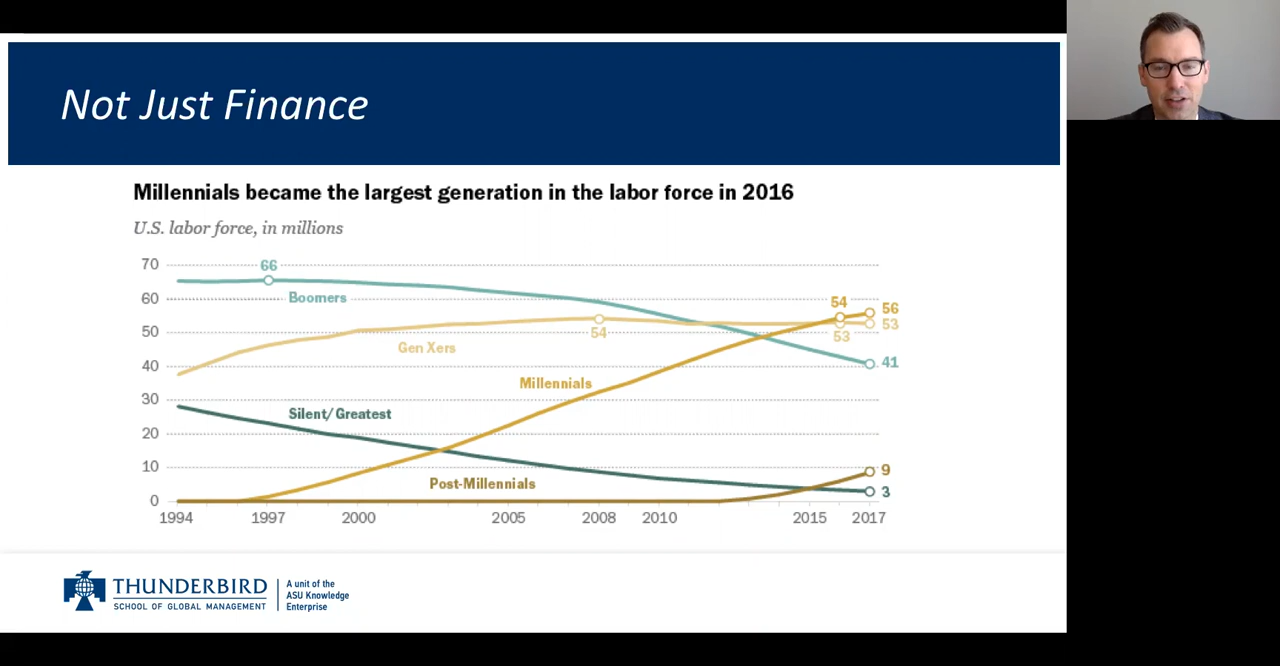 Not Just Finance
Millennials became the largest generation in the labor force in 2016
U.S. labor force, in millions
70
66
60
Boomers
54
56
50
54
53
53
Gen Xers
40
41
Millennials
30
Silent/Greatest
20
10
Post-Millennials
9
0
3
1994 1997 2000 2005 2008 2010 2015 2017
THUNDERBIRD
SCHOOL OF GLOBAL MANAGEMENT
A unit of the
ASU Knowledge
Enterprise